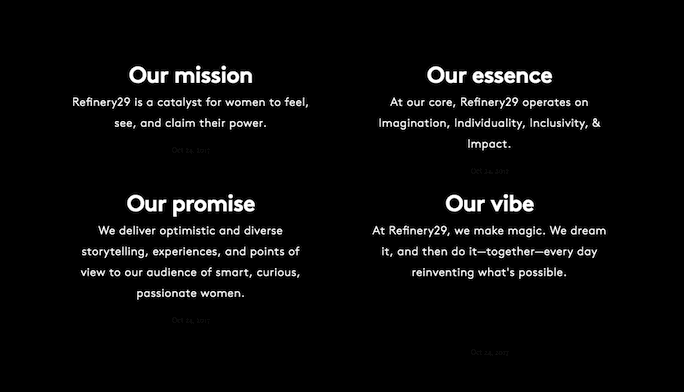 Our mission
Refinery29 is a catalyst for women to feel,
see, and claim their power.
Our essence
At our core, Refinery29 operates on
Imagination, Individuality, Inclusivity, &
Impact.
Our promise
We deliver optimistic and diverse
storytelling, experiences, and points of
view to our audience of smart, curious,
passionate women.
Our vibe
At Refinery29, we make magic. We dream
it, and then do it—together—every day
reinventing what's possible.